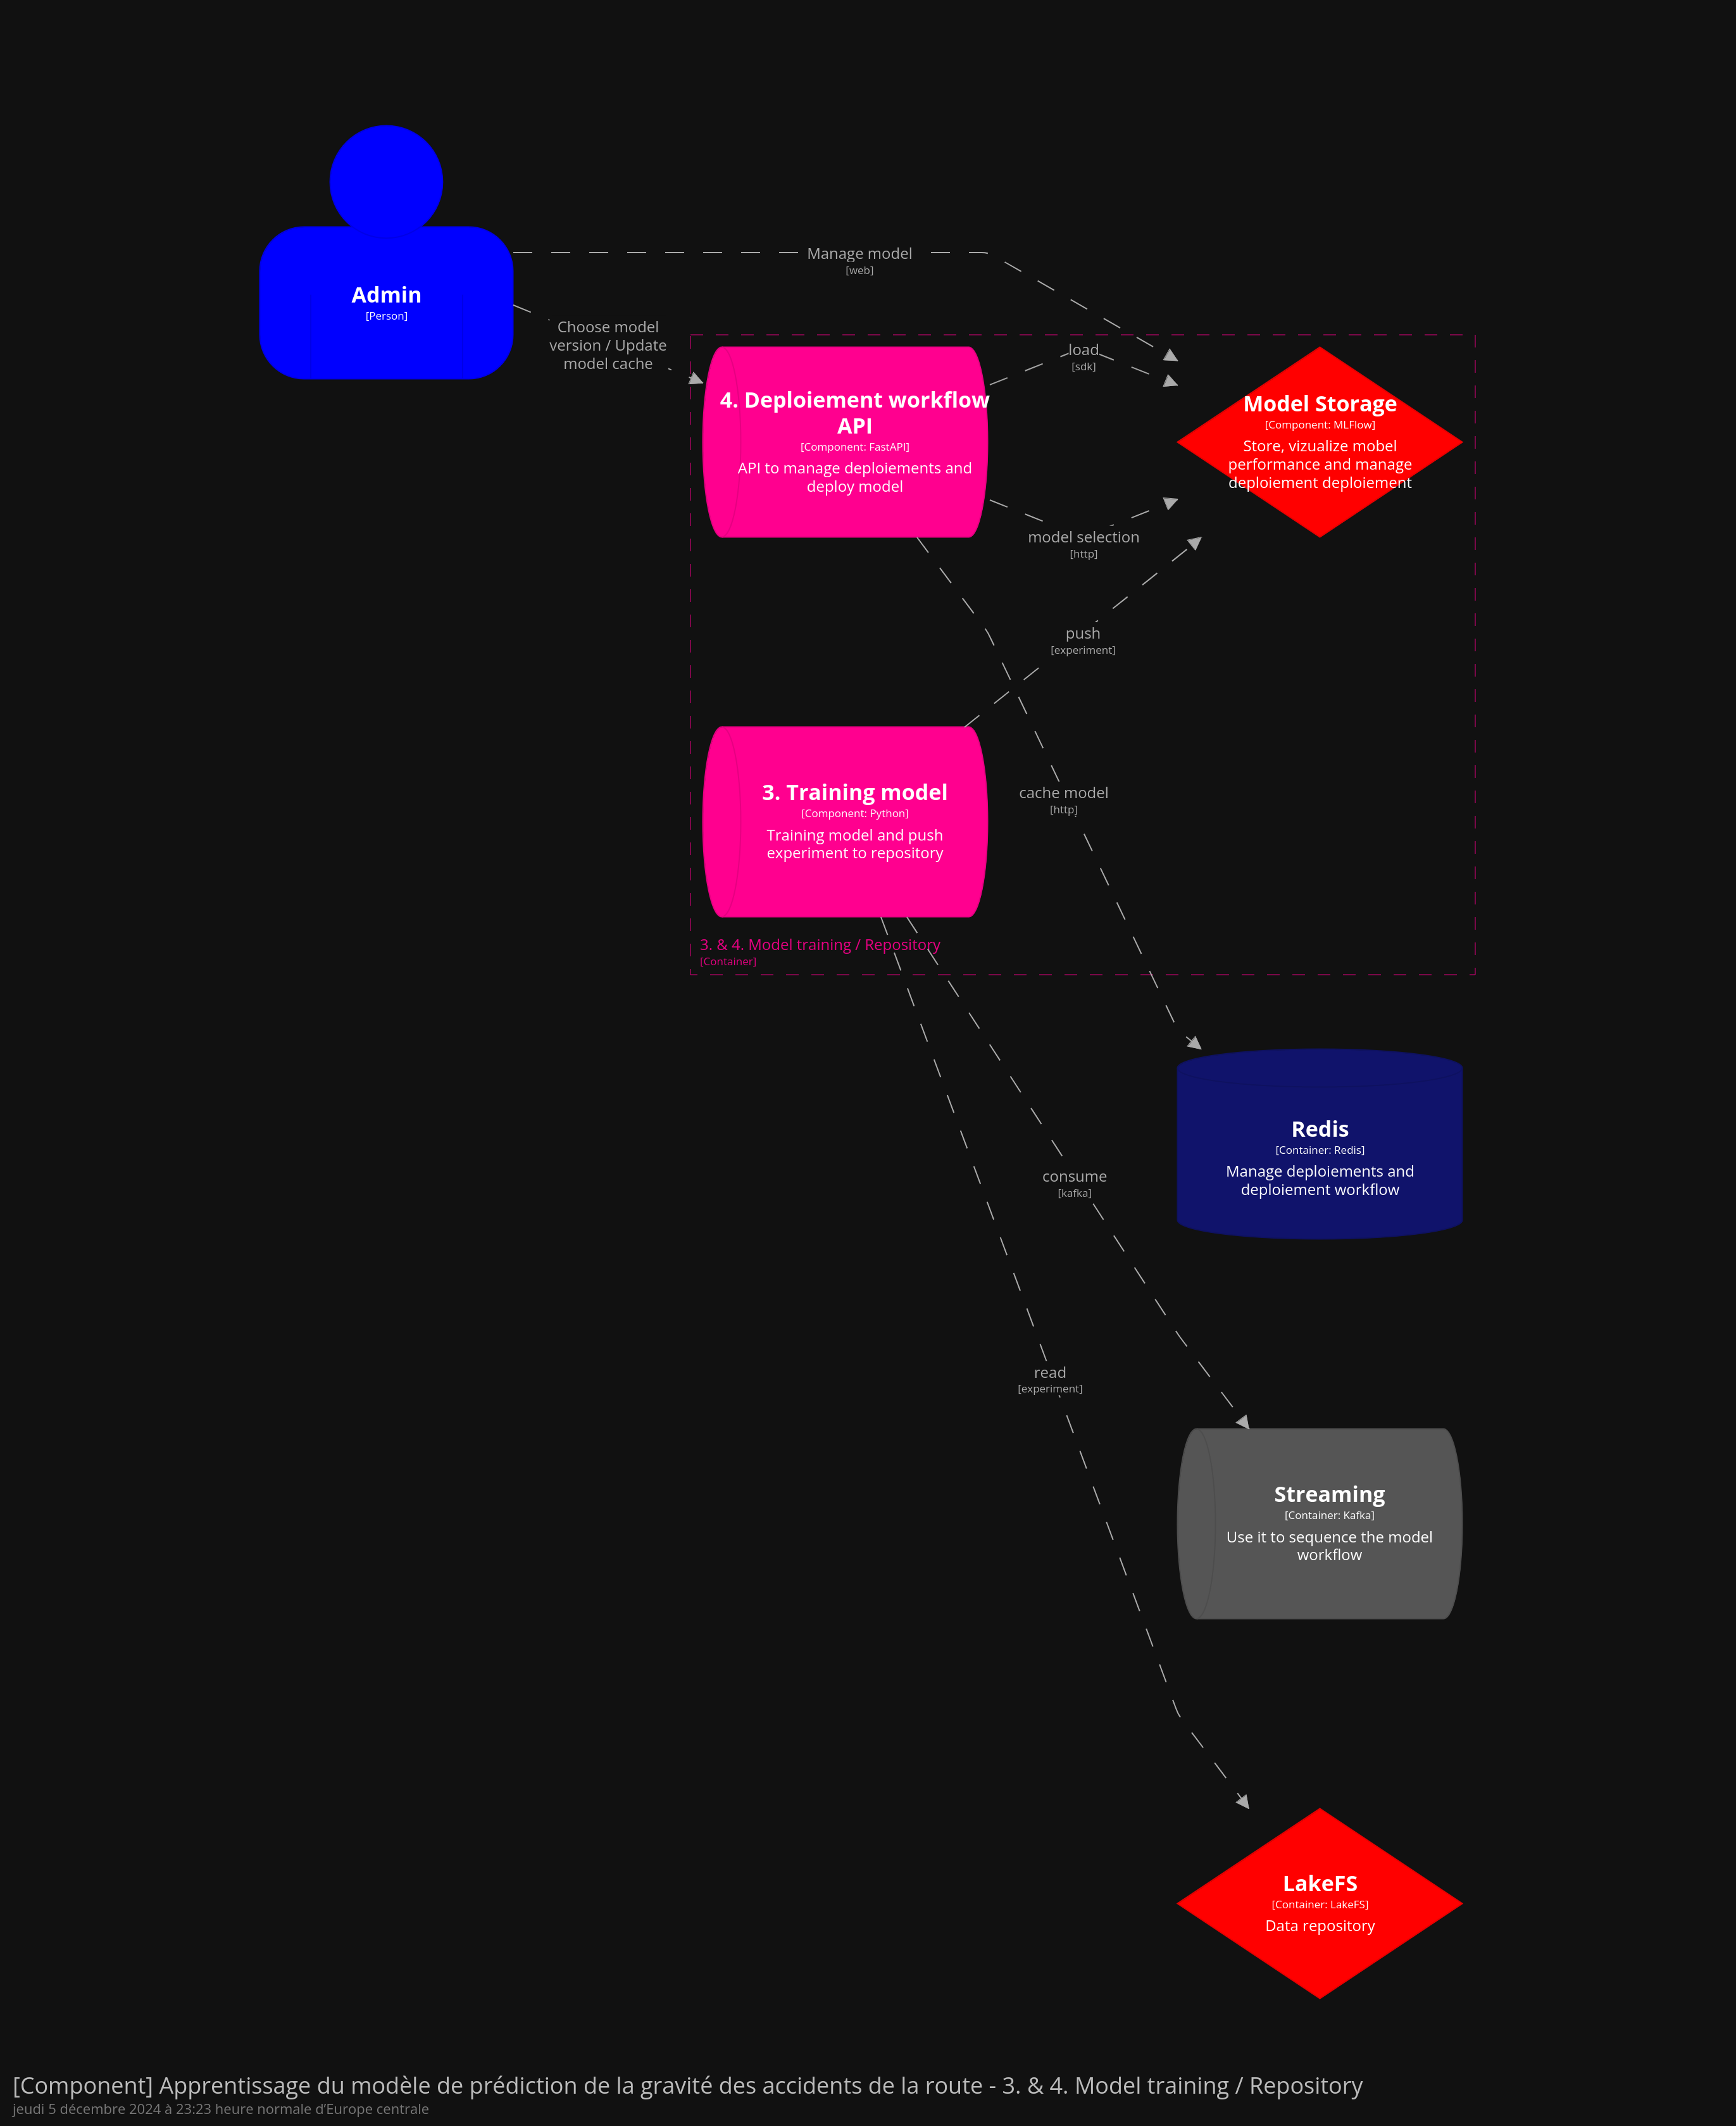 Admin
[Person]
Manage model
[web]
Choose model
version / Update
model cache
4. Deploiement workflow
API
[Component: FastAPI]
API to manage deploiements and
deploy model
load
[sdk]
Model Storage
[Component: MLFlow]
Store, vizualize mobel
performance and manage
deploiement deploiement
model selection
[http]
push
[experiment]
3. Training model
[Component: Python]
Training model and push
experiment to repository
cache model
[http]
3. & 4. Model training / Repository
[Container]
Redis
[Container: Redis]
Manage deploiements and
deploiement workflow
consume
[kafka]
read
[experiment]
Streaming
[Container: Kafka]
Use it to sequence the model
workflow
LakeFS
[Container: LakeFS]
Data repository
[Component] Apprentissage du modèle de prédiction de la gravité des accidents de la route - 3. & 4. Model training / Repository
jeudi 5 décembre 2024 à 23:23 heure normale d’Europe centrale